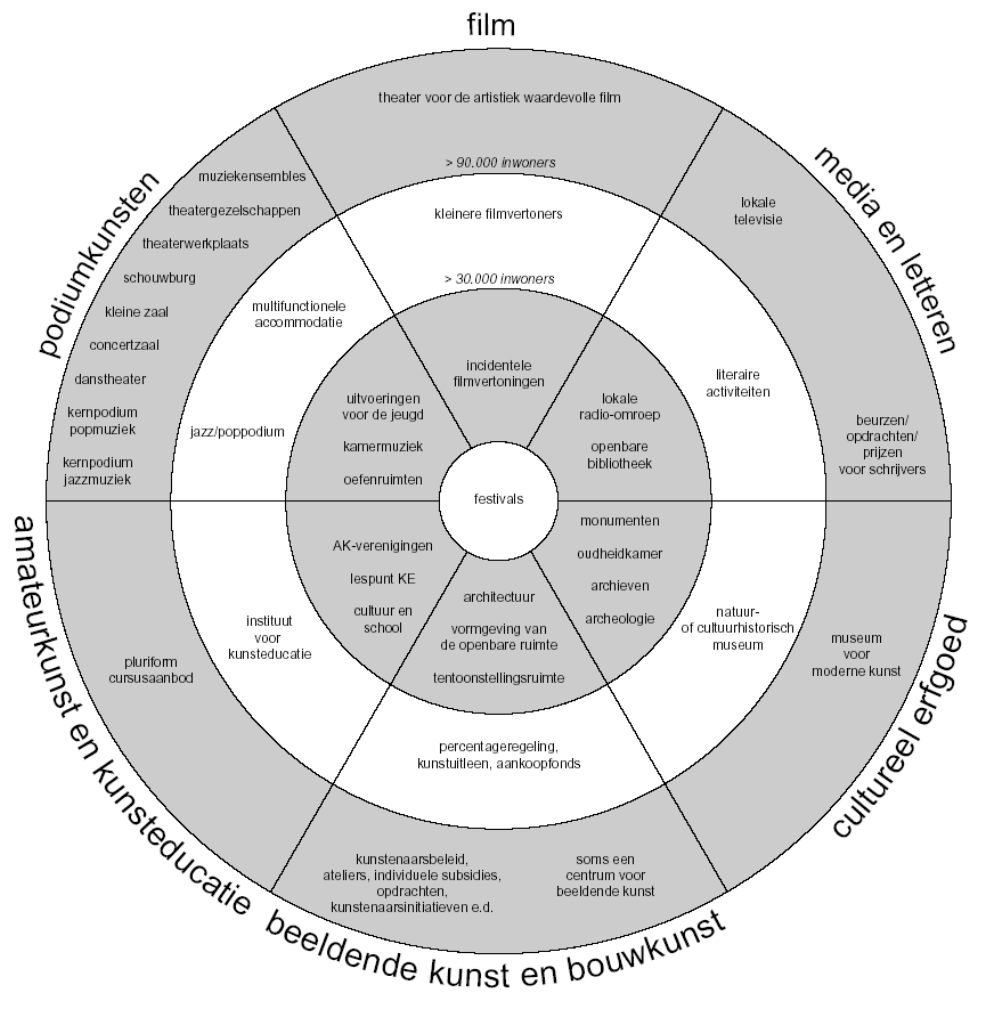 film
theater voor de artistiek waardevolle film
> 90.000 inwoners
kleinere filmvertoners
> 30.000 inwoners
incidentele
filmvertoningen
media en letteren
lokale
televisie
literaire
activiteiten
beurzen/
opdrachten/
prijzen
voor schrijvers
lokale
radio-omroep
openbare
bibliotheek
cultureel erfgoed
monumenten
oudheidkamer
archieven
archeologie
natuur-
of cultuurhistorisch
museum
museum
voor
moderne kunst
beeldende kunst en bouwkunst
architectuur
vormgeving van
de openbare ruimte
tentoonstellingsruimte
percentageregeling,
kunstuitleen, aankoopfonds
kunstenaarsbeleid,
ateliers, individuele subsidies,
opdrachten,
kunstenaarsinitiatieven e.d.
soms een
centrum voor
beeldende kunst
amateurkunst en kunsteducatie
AK-verenigingen
lespunt KE
cultuur en
school
instituut
voor
kunsteducatie
pluriform
cursusaanbod
podiumkunsten
muziekensembles
theatergezelschappen
theaterwerkplaats
schouwburg
kleine zaal
concertzaal
danstheater
kernpodium
popmuziek
kernpodium
jazzmuziek
multifunctionele
accommodatie
jazz/poppodium
uitvoeringen
voor de jeugd
kamermuziek
oefenruimten
festivals